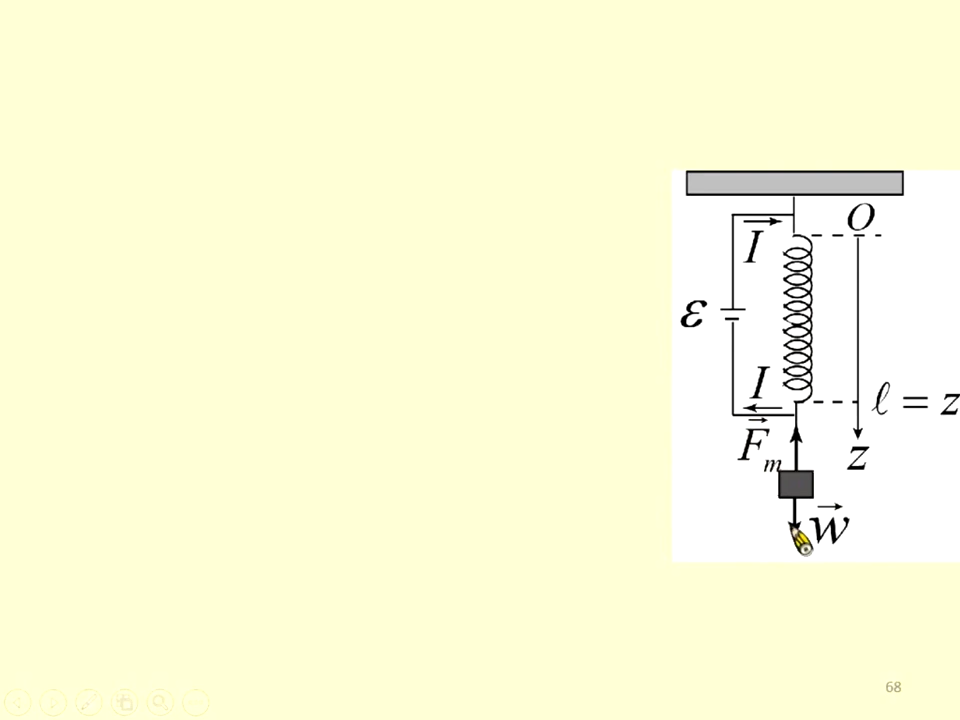 O
I
ε
I
ℓ = z
F⃗m
z
w⃗
68